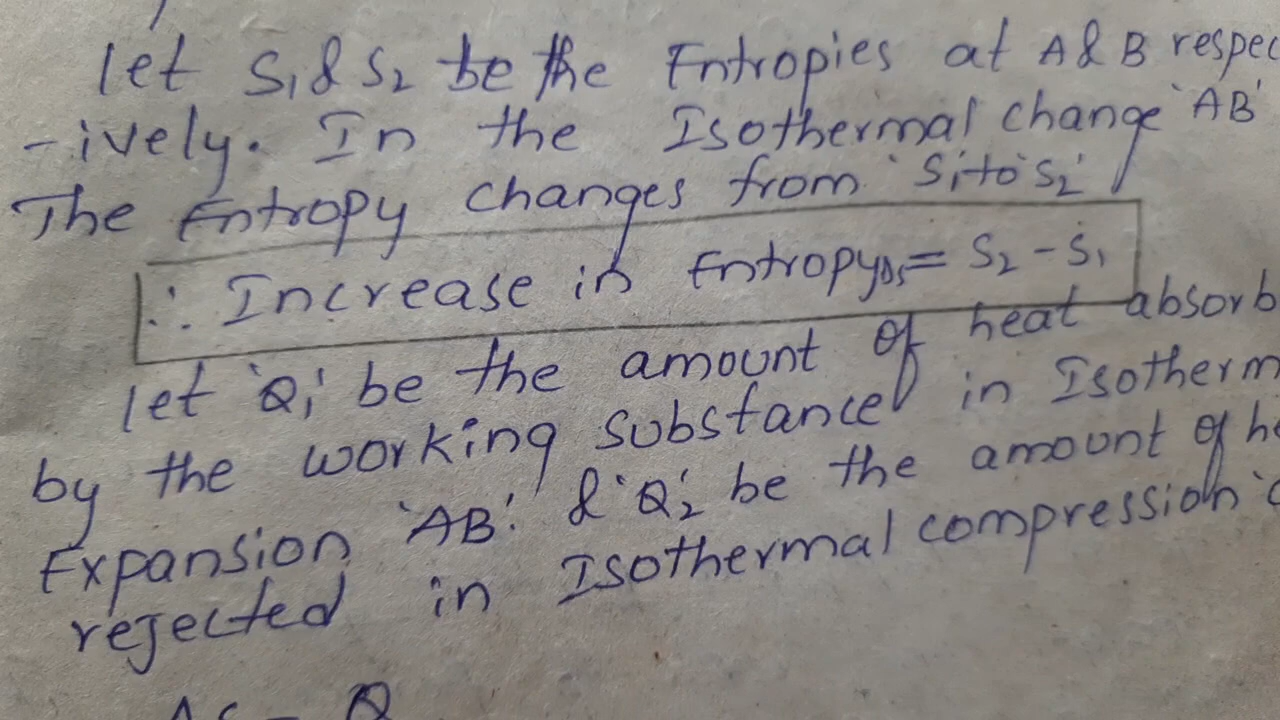 let S₁ & S₂ be the Entropies at A & B respec
-ively. In the Isothermal change 'AB'
The Entropy changes from 'S₁' to 'S₂'
∴ Increase in Entropy Δs = S₂ - S₁
let 'Q₁' be the amount of heat absorb
by the working substance in Isotherm
Expansion 'AB'. & 'Q₂' be the amount of he
rejected in Isothermal compression 'C